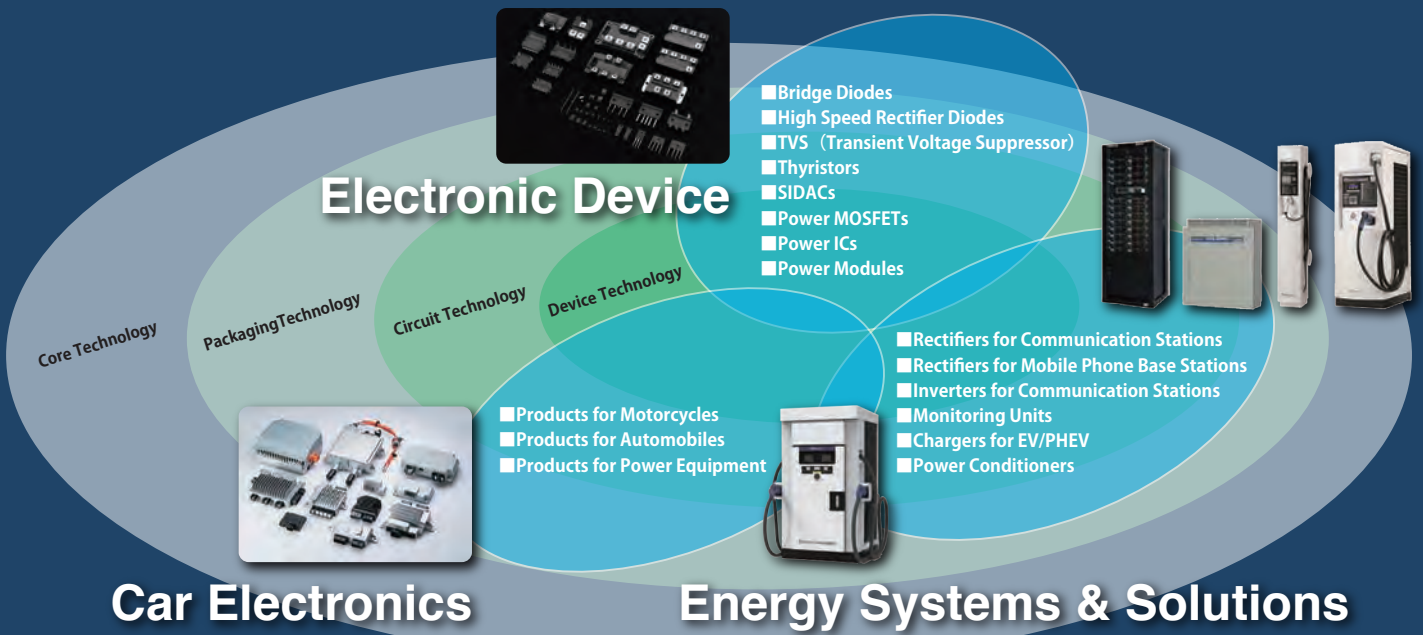 Electronic Device
■Bridge Diodes
■High Speed Rectifier Diodes
■TVS（Transient Voltage Suppressor）
■Thyristors
■SIDACs
■Power MOSFETs
■Power ICs
■Power Modules
Core Technology
PackagingTechnology
Circuit Technology
Device Technology
■Products for Motorcycles
■Products for Automobiles
■Products for Power Equipment
■Rectifiers for Communication Stations
■Rectifiers for Mobile Phone Base Stations
■Inverters for Communication Stations
■Monitoring Units
■Chargers for EV/PHEV
■Power Conditioners
Car Electronics
Energy Systems & Solutions